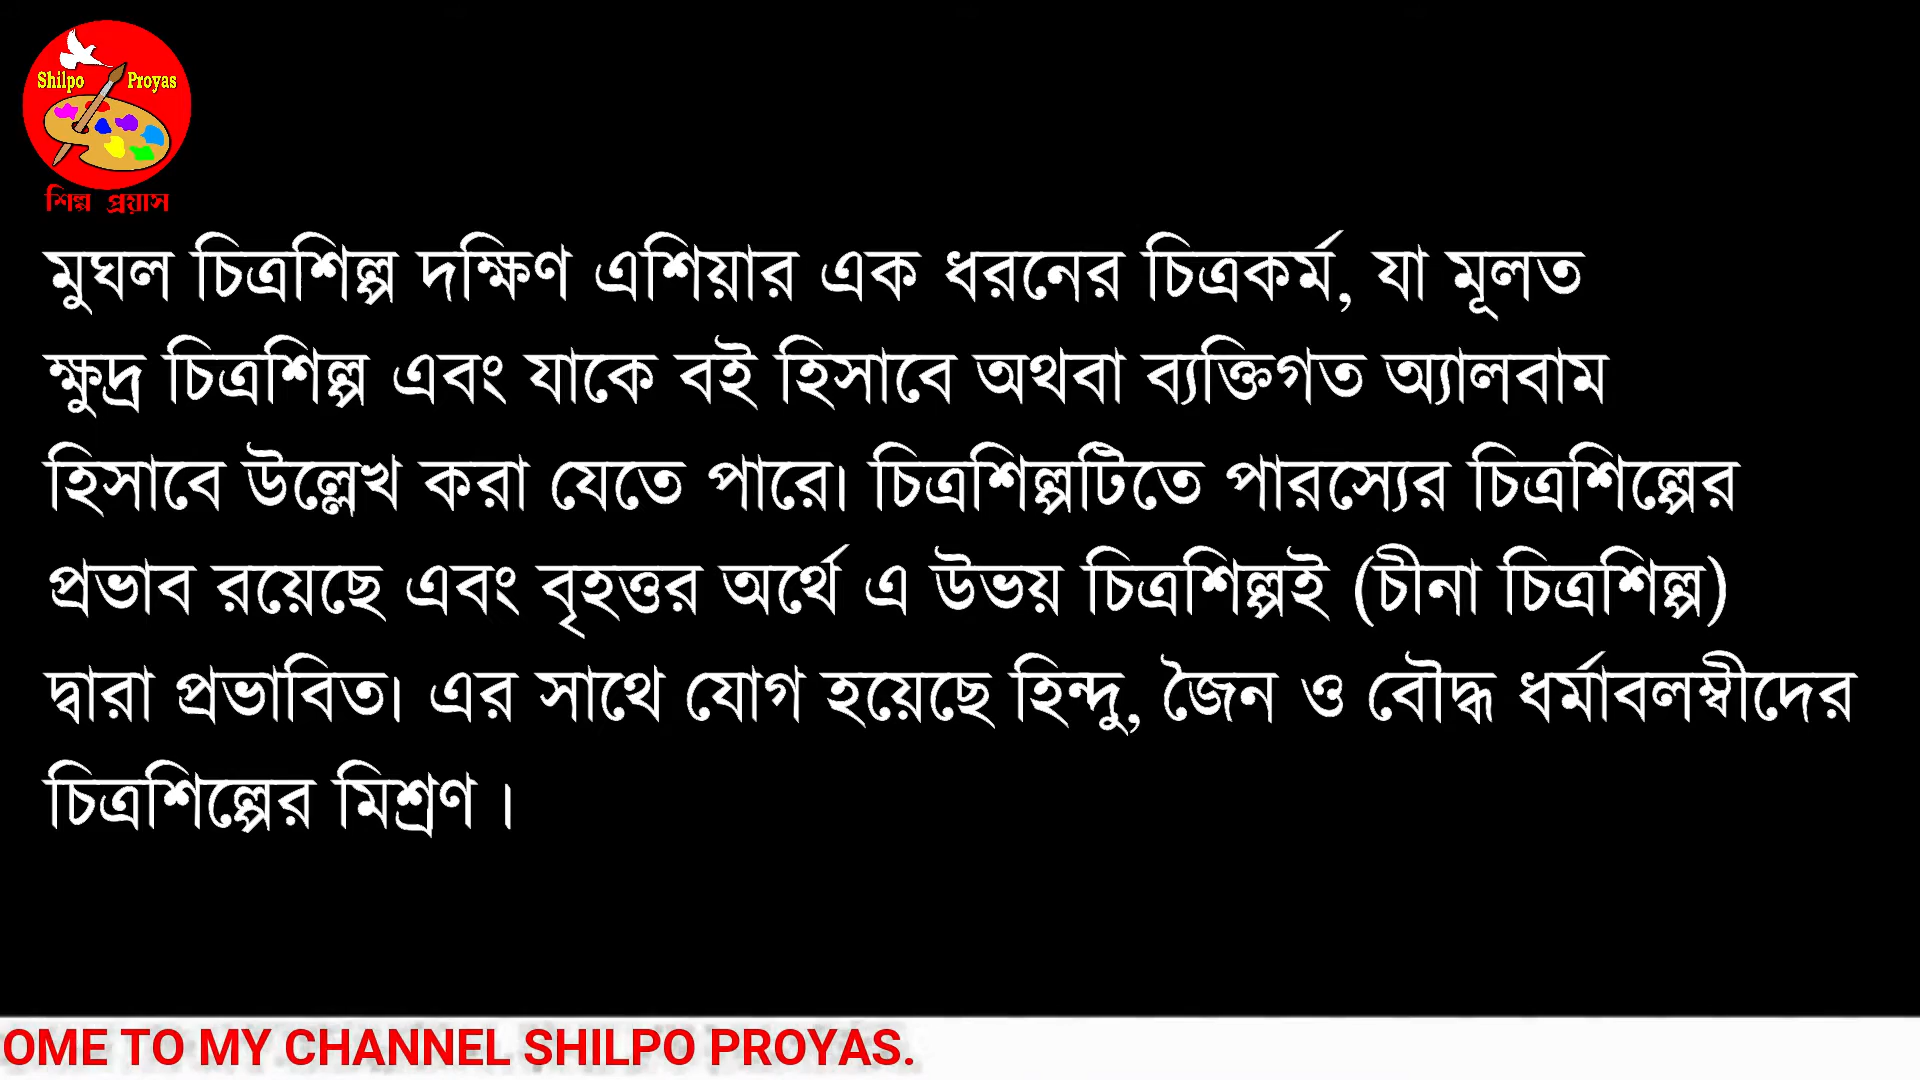 Shilpo Proyas
শিল্প প্রয়াস
মুঘল চিত্রশিল্প দক্ষিণ এশিয়ার এক ধরনের চিত্রকর্ম, যা মূলত
ক্ষুদ্র চিত্রশিল্প এবং যাকে বই হিসাবে অথবা ব্যক্তিগত অ্যালবাম
হিসাবে উল্লেখ করা যেতে পারে। চিত্রশিল্পটিতে পারস্যের চিত্রশিল্পের
প্রভাব রয়েছে এবং বৃহত্তর অর্থে এ উভয় চিত্রশিল্পই (চীনা চিত্রশিল্প)
দ্বারা প্রভাবিত। এর সাথে যোগ হয়েছে হিন্দু, জৈন ও বৌদ্ধ ধর্মাবলম্বীদের
চিত্রশিল্পের মিশ্রণ ।
OME TO MY CHANNEL SHILPO PROYAS.